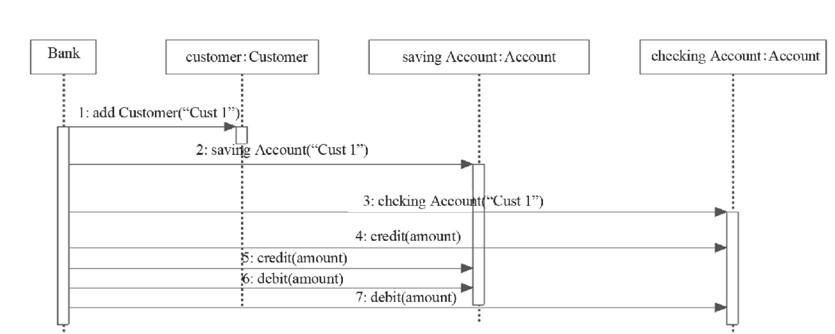 Bank
customer:Customer
saving Account:Account
checking Account:Account
1: add Customer(“Cust 1”)
2: saving Account(“Cust 1”)
3: chcking Account(“Cust 1”)
4: credit(amount)
5: credit(amount)
6: debit(amount)
7: debit(amount)